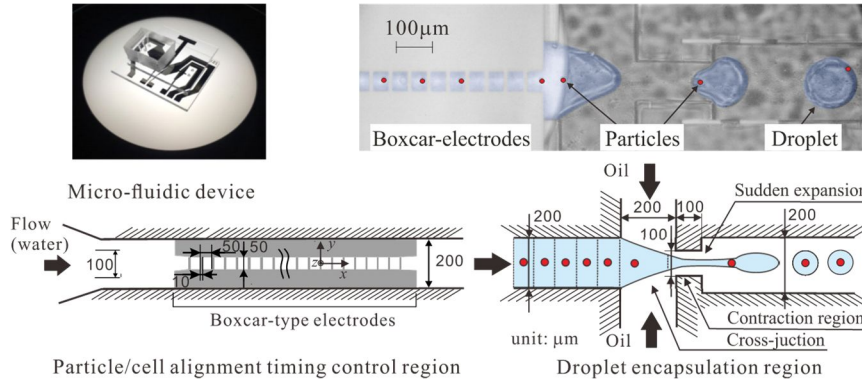 100μm
Boxcar-electrodes
Particles
Droplet
Micro-fluidic device
Flow
(water)
100
50
50
10
y
z
x
200
Boxcar-type electrodes
Particle/cell alignment timing control region
Oil
Sudden expansion
200
200
100
100
200
unit: μm
Oil
Contraction region
Cross-juction
Droplet encapsulation region